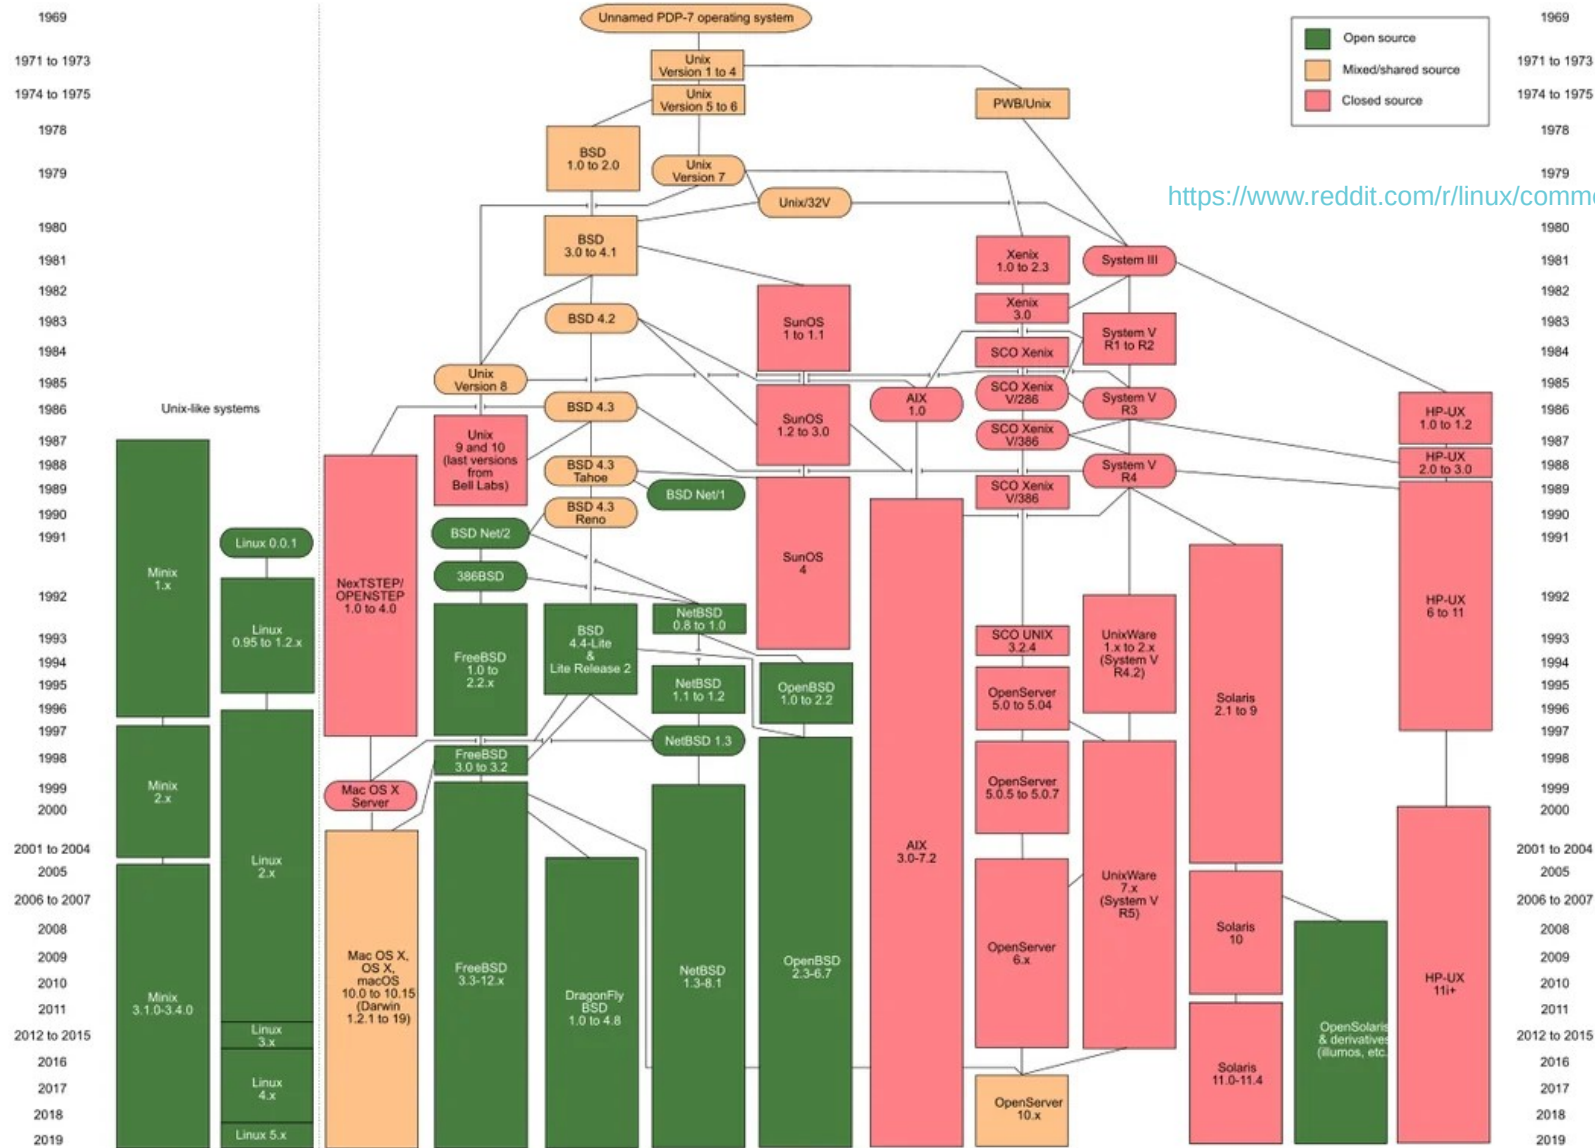 1969
Unnamed PDP-7 operating system
1969
Open source
1971 to 1973
Unix
Version 1 to 4
Mixed/shared source
1971 to 1973
1974 to 1975
Unix
Version 5 to 6
PWB/Unix
Closed source
1974 to 1975
1978
BSD
1.0 to 2.0
1978
1979
Unix
Version 7
1979
Unix/32V
https://www.reddit.com/r/linux/comm
1980
BSD
3.0 to 4.1
1980
1981
Xenix
1.0 to 2.3
System III
1981
1982
Xenix
3.0
1982
1983
BSD 4.2
SunOS
1 to 1.1
System V
R1 to R2
1983
1984
SCO Xenix
1984
1985
Unix
Version 8
SCO Xenix
V/286
1985
1986
Unix-like systems
BSD 4.3
SunOS
1.2 to 3.0
AIX
1.0
System V
R3
HP-UX
1.0 to 1.2
1986
1987
Unix
9 and 10
(last versions
from
Bell Labs)
SCO Xenix
V/386
1987
1988
BSD 4.3
Tahoe
System V
R4
HP-UX
2.0 to 3.0
1988
1989
BSD Net/1
SCO Xenix
V/386
1989
1990
BSD 4.3
Reno
1990
1991
Linux 0.0.1
BSD Net/2
1991
Minix
1.x
NexTSTEP/
OPENSTEP
1.0 to 4.0
386BSD
SunOS
4
1992
HP-UX
6 to 11
1992
NetBSD
0.8 to 1.0
1993
Linux
0.95 to 1.2.x
BSD
4.4-Lite
&
Lite Release 2
SCO UNIX
3.2.4
UnixWare
1.x to 2.x
(System V
R4.2)
1993
1994
FreeBSD
1.0 to
2.2.x
1994
1995
NetBSD
1.1 to 1.2
OpenBSD
1.0 to 2.2
OpenServer
5.0 to 5.04
Solaris
2.1 to 9
1995
1996
1996
1997
NetBSD 1.3
1997
1998
FreeBSD
3.0 to 3.2
1998
1999
Minix
2.x
Mac OS X
Server
OpenServer
5.0.5 to 5.0.7
1999
2000
2000
2001 to 2004
Linux
2.x
AIX
3.0-7.2
2001 to 2004
2005
UnixWare
7.x
(System V
R5)
2005
2006 to 2007
2006 to 2007
2008
Solaris
10
2008
2009
Mac OS X,
OS X,
macOS
10.0 to 10.15
(Darwin
1.2.1 to 19)
FreeBSD
3.3-12.x
NetBSD
1.3-8.1
OpenBSD
2.3-6.7
OpenServer
6.x
2009
2010
Minix
3.1.0-3.4.0
DragonFly
BSD
1.0 to 4.8
HP-UX
11i+
2010
2011
2011
2012 to 2015
Linux
3.x
OpenSolaris
& derivatives
(illumos, etc.
2012 to 2015
2016
Solaris
11.0-11.4
2016
2017
Linux
4.x
OpenServer
10.x
2017
2018
2018
2019
Linux 5.x
2019